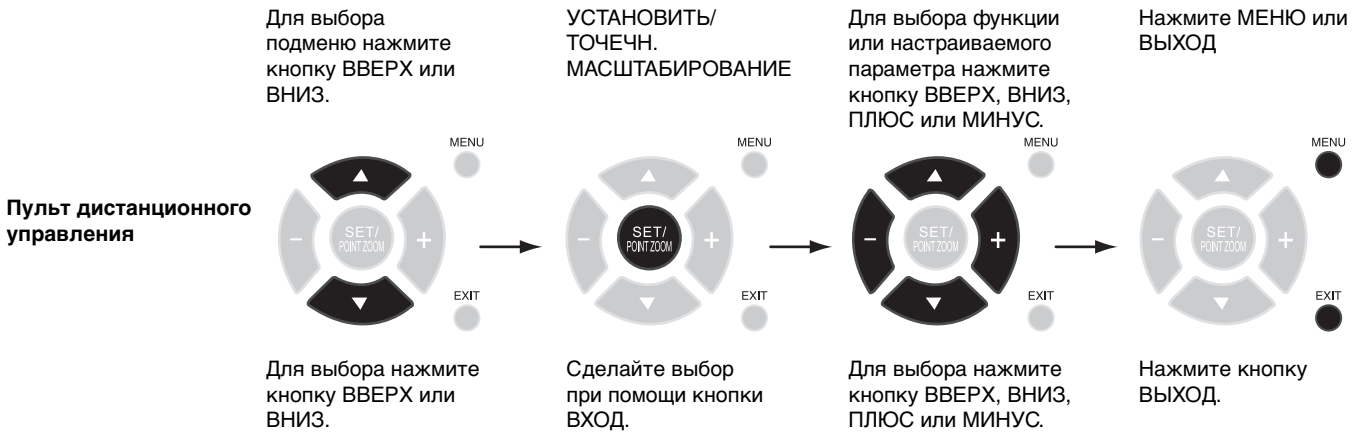 Для выбора
подменю нажмите
кнопку ВВЕРХ или
ВНИЗ.
УСТАНОВИТЬ/
ТОЧЕЧН.
МАСШТАБИРОВАНИЕ
Для выбора функции
или настраиваемого
параметра нажмите
кнопку ВВЕРХ, ВНИЗ,
ПЛЮС или МИНУС.
Нажмите МЕНЮ или
ВЫХОД
Пульт дистанционного
управления
MENU
–
SET/
POINT ZOOM
+
EXIT
MENU
–
SET/
POINT ZOOM
+
EXIT
MENU
–
SET/
POINT ZOOM
+
EXIT
MENU
–
SET/
POINT ZOOM
+
EXIT
Для выбора нажмите
кнопку ВВЕРХ или
ВНИЗ.
Сделайте выбор
при помощи кнопки
ВХОД.
Для выбора нажмите
кнопку ВВЕРХ, ВНИЗ,
ПЛЮС или МИНУС.
Нажмите кнопку
ВЫХОД.